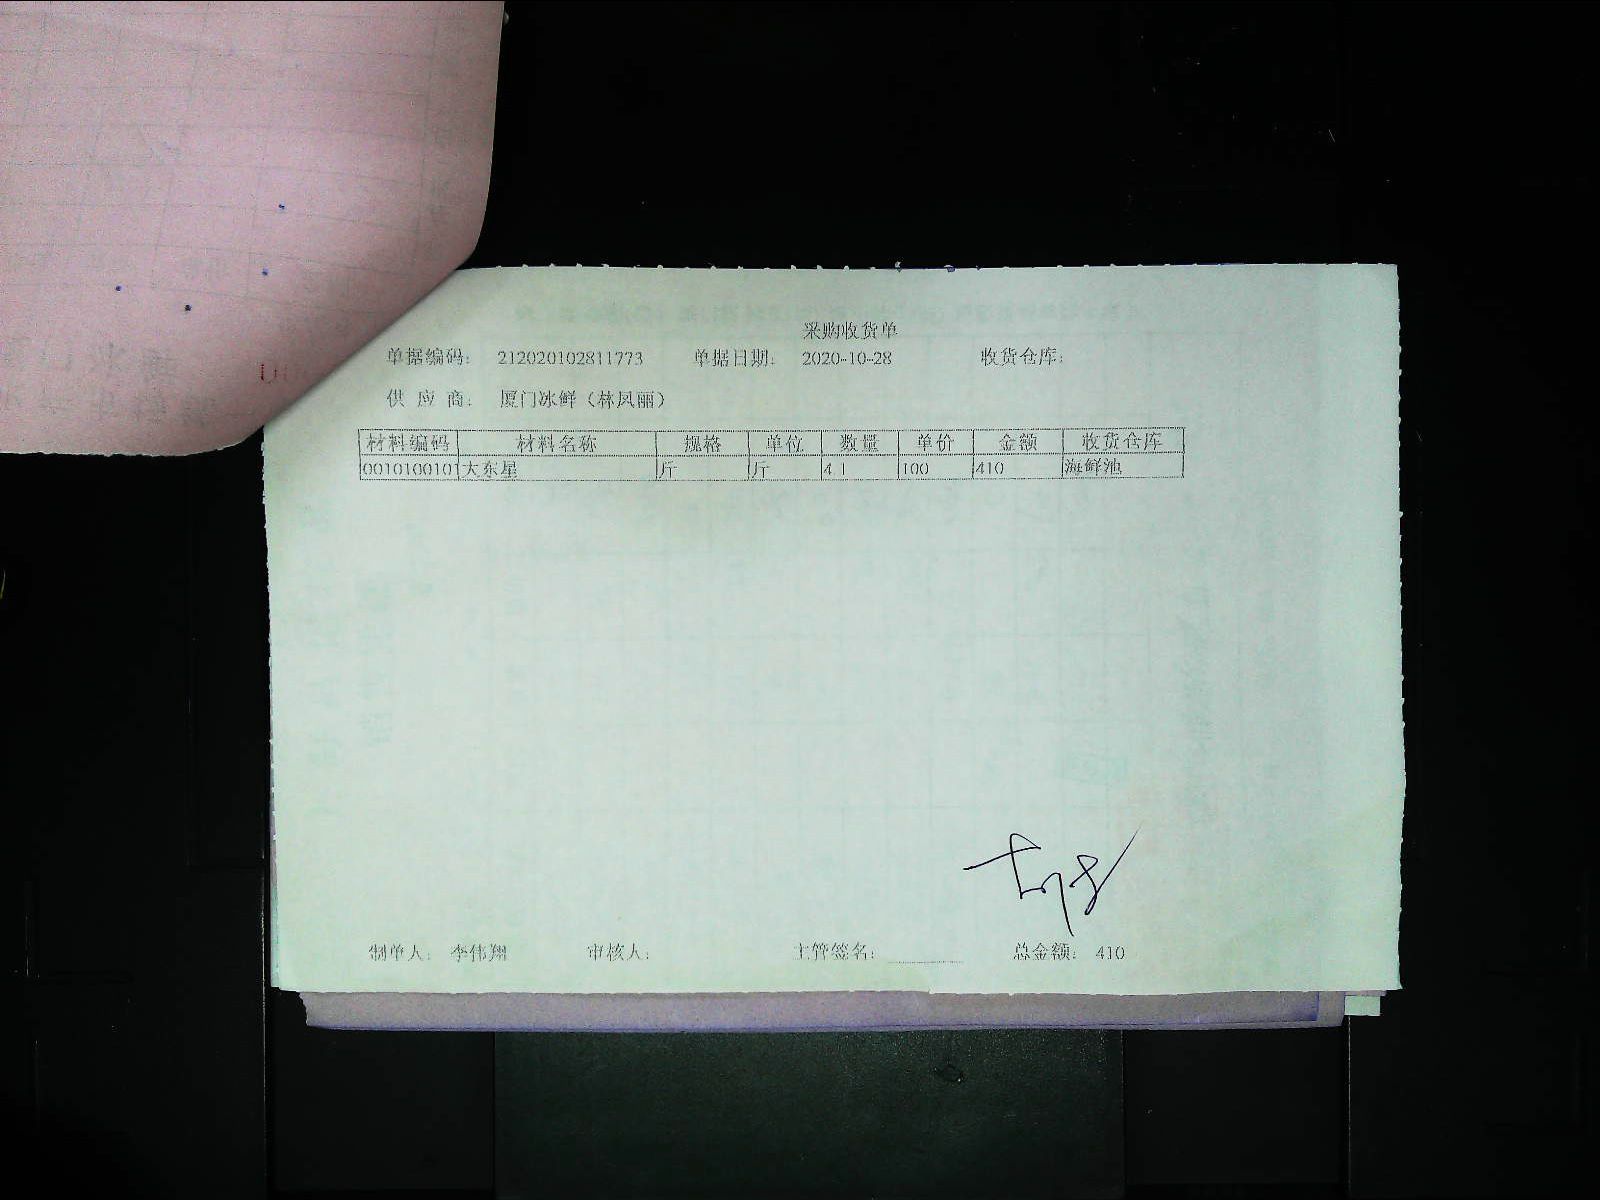 采购收货单
单据编码: 212020102811773 单据日期: 2020-10-28 收货仓库:
供应商: 厦门冰鲜（林凤丽）
材料编码 材料名称 规格 单位 数量 单价 金额 收货仓库
0010100101 大东星 斤 斤 4.1 100 410 海鲜池
制单人: 李伟翔 审核人: 主管签名: 总金额: 410